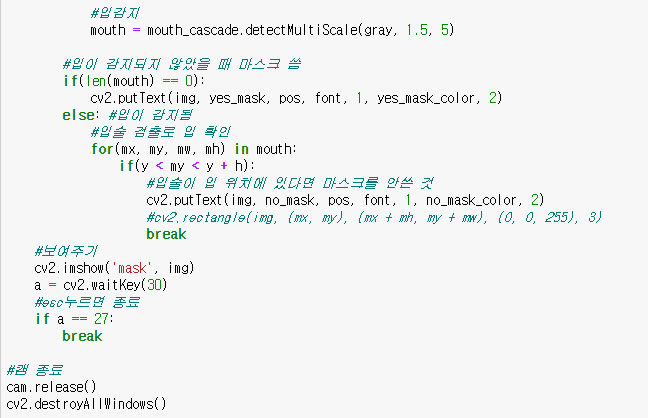 #입감지
mouth = mouth_cascade.detectMultiScale(gray, 1.5, 5)
#입이 감지되지 않았을 때 마스크 씀
if(len(mouth) == 0):
cv2.putText(img, yes_mask, pos, font, 1, yes_mask_color, 2)
else: #입이 감지됨
#입술 검출로 입 확인
for(mx, my, mw, mh) in mouth:
if(y < my < y + h):
#입술이 입 위치에 있다면 마스크를 안쓴 것
cv2.putText(img, no_mask, pos, font, 1, no_mask_color, 2)
#cv2.rectangle(img, (mx, my), (mx + mh, my + mw), (0, 0, 255), 3)
break
#보여주기
cv2.imshow('mask', img)
a = cv2.waitKey(30)
#esc누르면 종료
if a == 27:
break
#캠 종료
cam.release()
cv2.destroyAllWindows()